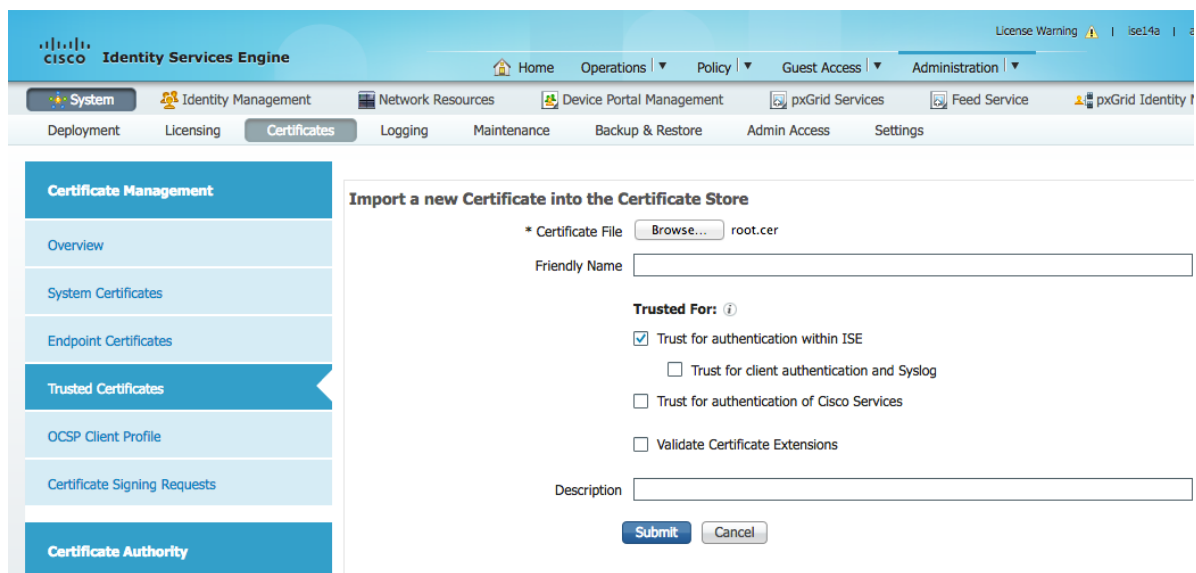 License Warning | ise14a |
CISCO Identity Services Engine
Home Operations | Policy | Guest Access | Administration |
System Identity Management Network Resources Device Portal Management pxGrid Services Feed Service pxGrid Identity
Deployment Licensing Certificates Logging Maintenance Backup & Restore Admin Access Settings
Certificate Management
Overview
System Certificates
Endpoint Certificates
Trusted Certificates
OCSP Client Profile
Certificate Signing Requests
Certificate Authority
Import a new Certificate into the Certificate Store
* Certificate File Browse... root.cer
Friendly Name
Trusted For:
Trust for authentication within ISE
Trust for client authentication and Syslog
Trust for authentication of Cisco Services
Validate Certificate Extensions
Description
Submit Cancel